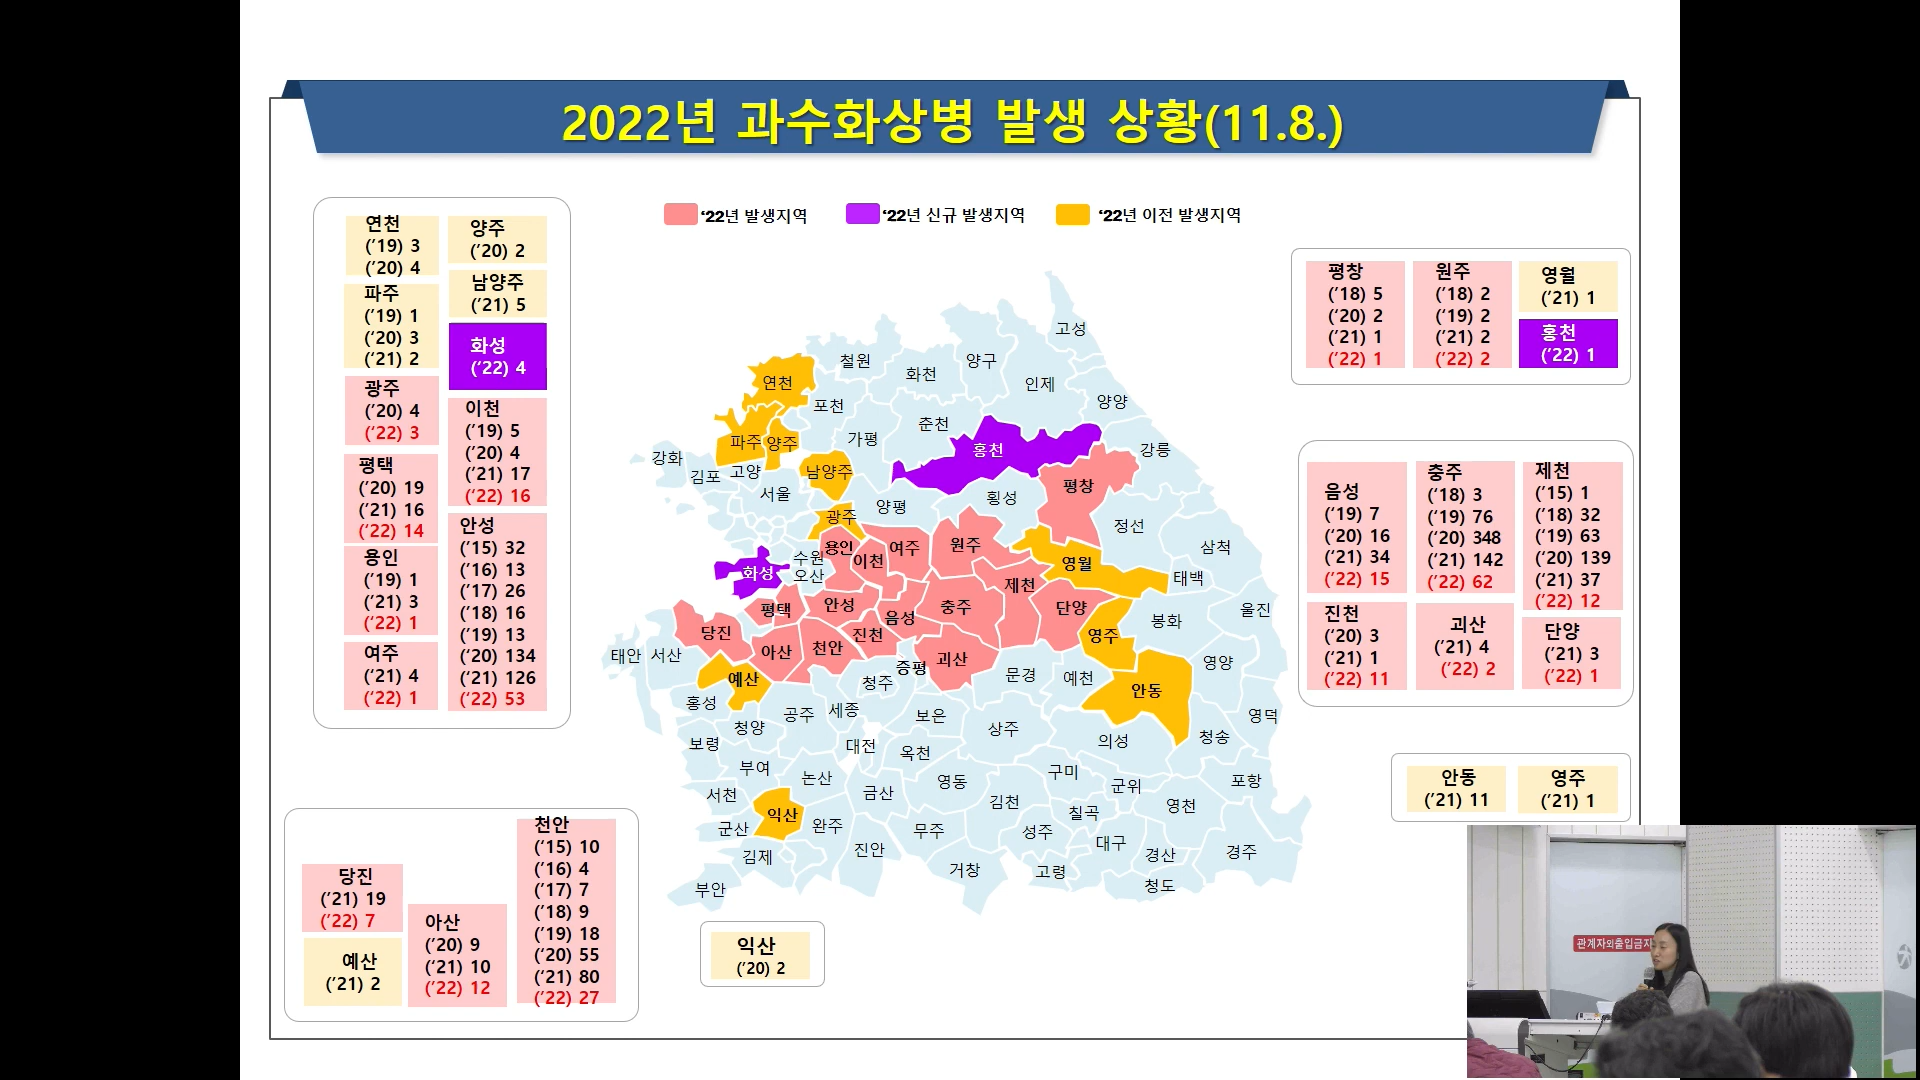 2022년 과수화상병 발생 상황(11.8.)
‘22년 발생지역
‘22년 신규 발생지역
‘22년 이전 발생지역
연천
(’19) 3
(’20) 4
파주
(’19) 1
(’20) 3
(’21) 2
광주
(’20) 4
(’22) 3
평택
(’20) 19
(’21) 16
(’22) 14
용인
(’19) 1
(’21) 3
(’22) 1
여주
(’21) 4
(’22) 1
양주
(’20) 2
남양주
(’21) 5
화성
(’22) 4
이천
(’19) 5
(’20) 4
(’21) 17
(’22) 16
안성
(’15) 32
(’16) 13
(’17) 26
(’18) 16
(’19) 13
(’20) 134
(’21) 126
(’22) 53
고성
철원
화천
양구
인제
연천
포천
춘천
양양
파주
양주
가평
홍천
강릉
강화
김포
고양
남양주
서울
양평
횡성
평창
광주
정선
수원
용인
이천
여주
원주
삼척
화성
오산
영월
태백
제천
평택
안성
음성
충주
단양
울진
당진
진천
영주
봉화
태안
서산
아산
천안
증평
괴산
영양
예산
청주
문경
예천
안동
홍성
공주
세종
보은
상주
영덕
청양
보령
대전
옥천
의성
청송
부여
논산
금산
영동
구미
군위
포항
서천
김천
칠곡
영천
익산
군산
완주
무주
성주
대구
김제
진안
거창
고령
경산
경주
부안
청도
평창
(’18) 5
(’20) 2
(’21) 1
(’22) 1
원주
(’18) 2
(’19) 2
(’21) 2
(’22) 2
영월
(’21) 1
홍천
(’22) 1
음성
(’19) 7
(’20) 16
(’21) 34
(’22) 15
충주
(’18) 3
(’19) 76
(’20) 348
(’21) 142
(’22) 62
제천
(’15) 1
(’18) 32
(’19) 63
(’20) 139
(’21) 37
(’22) 12
진천
(’20) 3
(’21) 1
(’22) 11
괴산
(’21) 4
(’22) 2
단양
(’21) 3
(’22) 1
안동
(’21) 11
영주
(’21) 1
당진
(’21) 19
(’22) 7
예산
(’21) 2
아산
(’20) 9
(’21) 10
(’22) 12
천안
(’15) 10
(’16) 4
(’17) 7
(’18) 9
(’19) 18
(’20) 55
(’21) 80
(’22) 27
익산
(’20) 2
관계자외출입금지